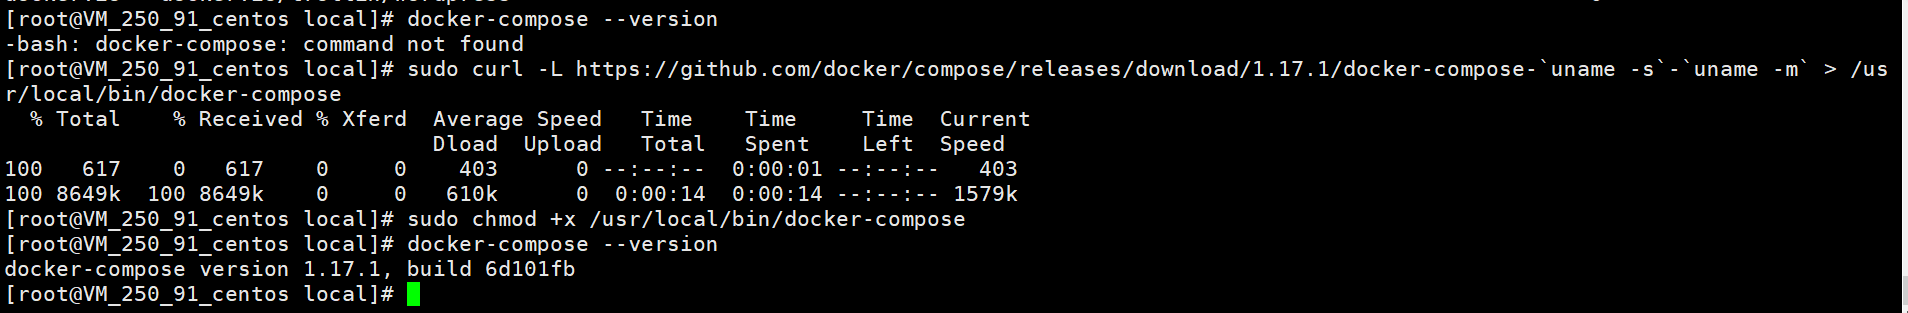 [root@VM_250_91_centos local]# docker-compose --version
-bash: docker-compose: command not found
[root@VM_250_91_centos local]# sudo curl -L https://github.com/docker/compose/releases/download/1.17.1/docker-compose-`uname -s`-`uname -m` > /us
r/local/bin/docker-compose
  % Total    % Received % Xferd  Average Speed   Time    Time     Time  Current
                                 Dload  Upload   Total   Spent    Left  Speed
100   617    0   617    0     0    403      0 --:--:--  0:00:01 --:--:--   403
100 8649k  100 8649k    0     0   610k      0  0:00:14  0:00:14 --:--:-- 1579k
[root@VM_250_91_centos local]# sudo chmod +x /usr/local/bin/docker-compose
[root@VM_250_91_centos local]# docker-compose --version
docker-compose version 1.17.1, build 6d101fb
[root@VM_250_91_centos local]#